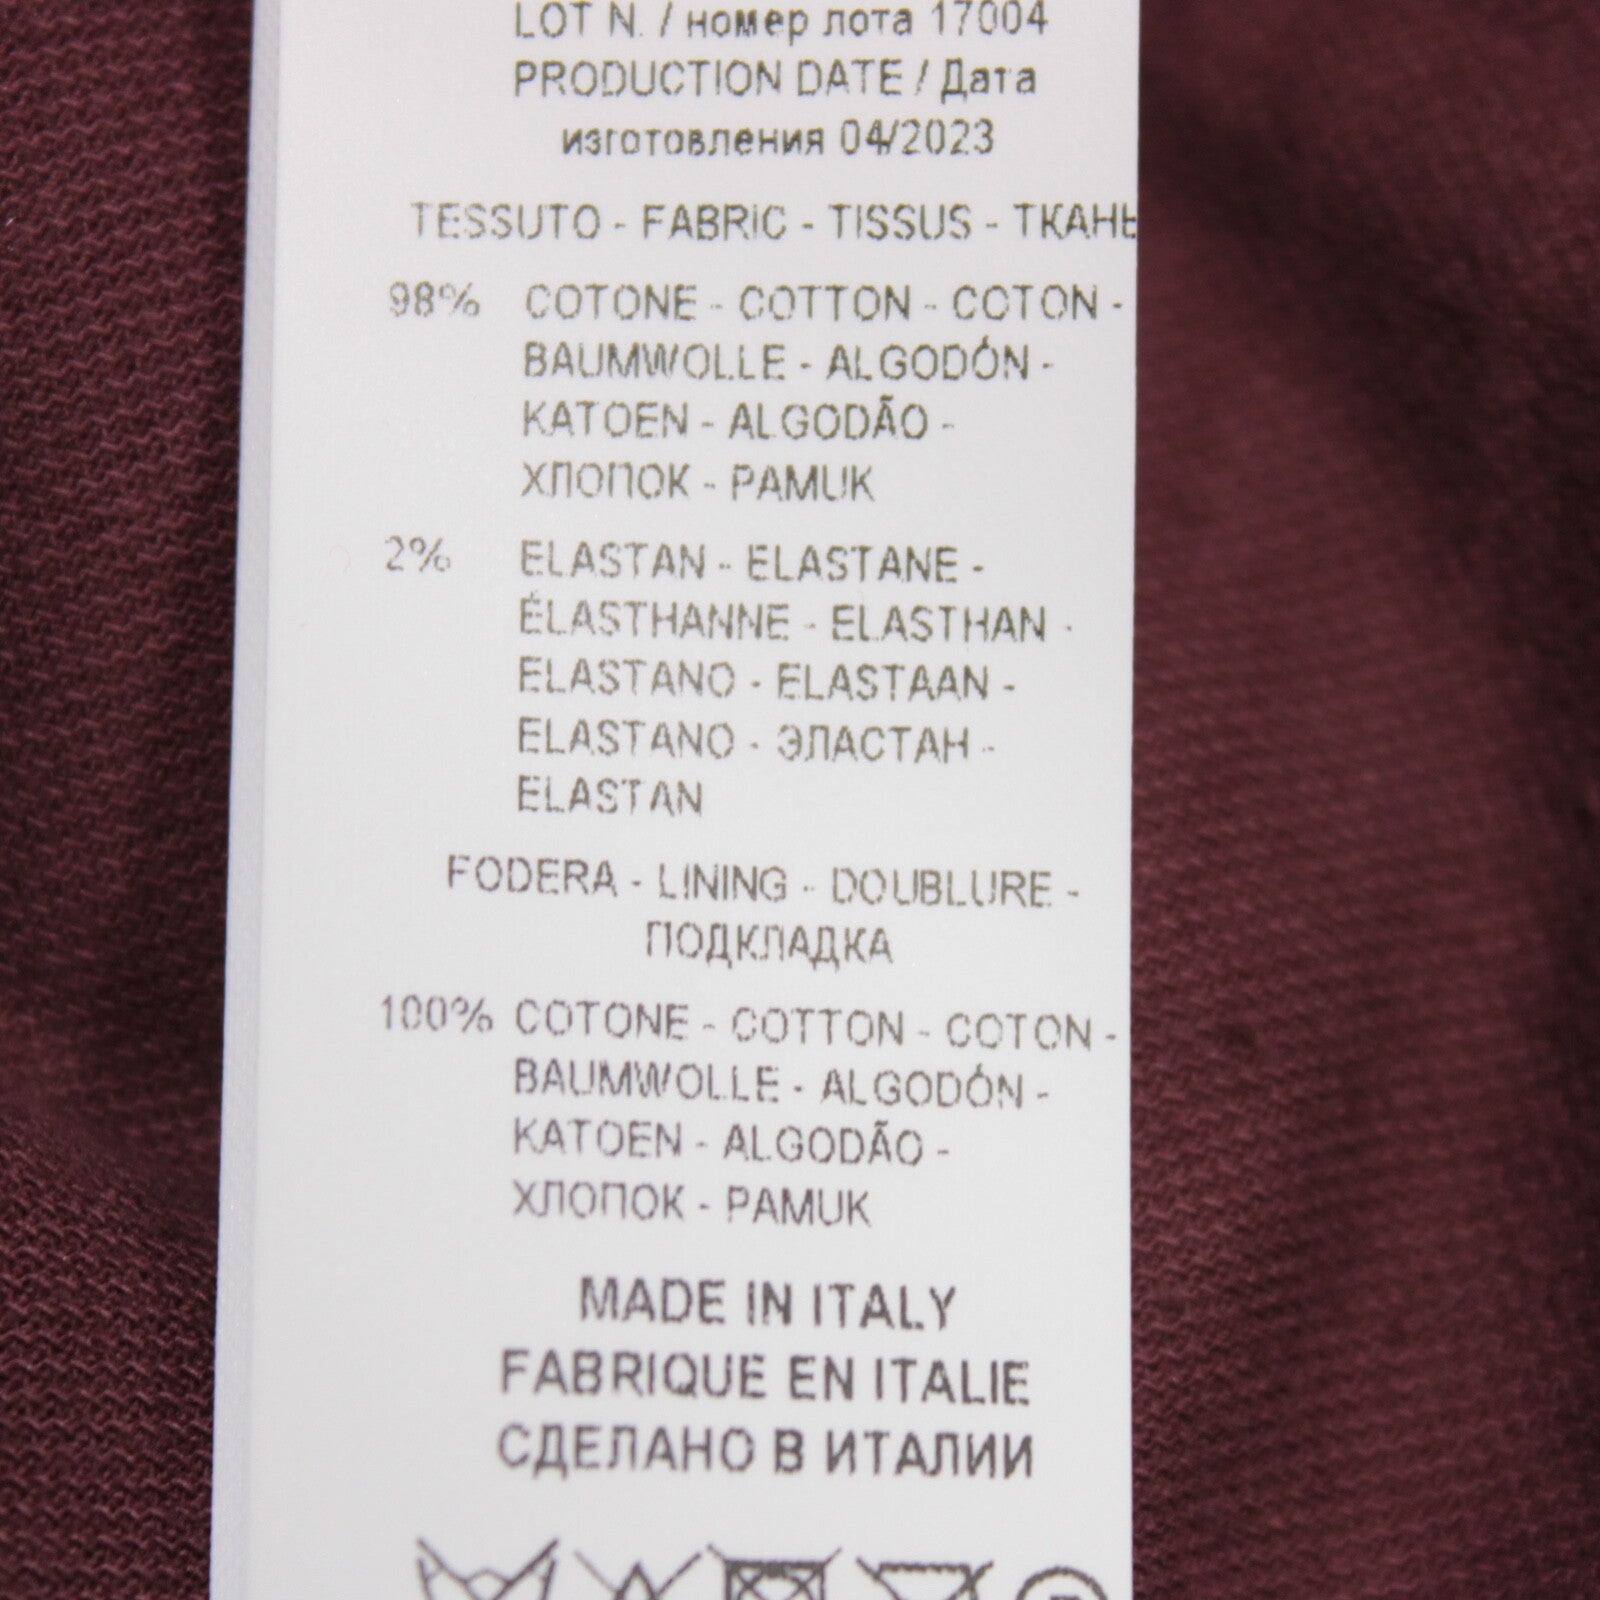 LOT N. / номер лота 17004
PRODUCTION DATE / Дата
изготовления 04/2023
TESSUTO - FABRIC - TISSUS - ТКАНЬ
98% COTONE - COTTON - COTON -
BAUMWOLLE - ALGODÓN -
KATOEN - ALGODÃO -
ХЛОПОК - PAMUK
2% ELASTAN - ELASTANE -
ÉLASTHANNE - ELASTHAN -
ELASTANO - ELASTAAN -
ELASTANO - ЭЛАСТАН -
ELASTAN
FODERA - LINING - DOUBLURE -
ПОДКЛАДКА
100% COTONE - COTTON - COTON -
BAUMWOLLE - ALGODÓN -
KATOEN - ALGODÃO -
ХЛОПОК - PAMUK
MADE IN ITALY
FABRIQUE EN ITALIE
СДЕЛАНО В ИТАЛИИ